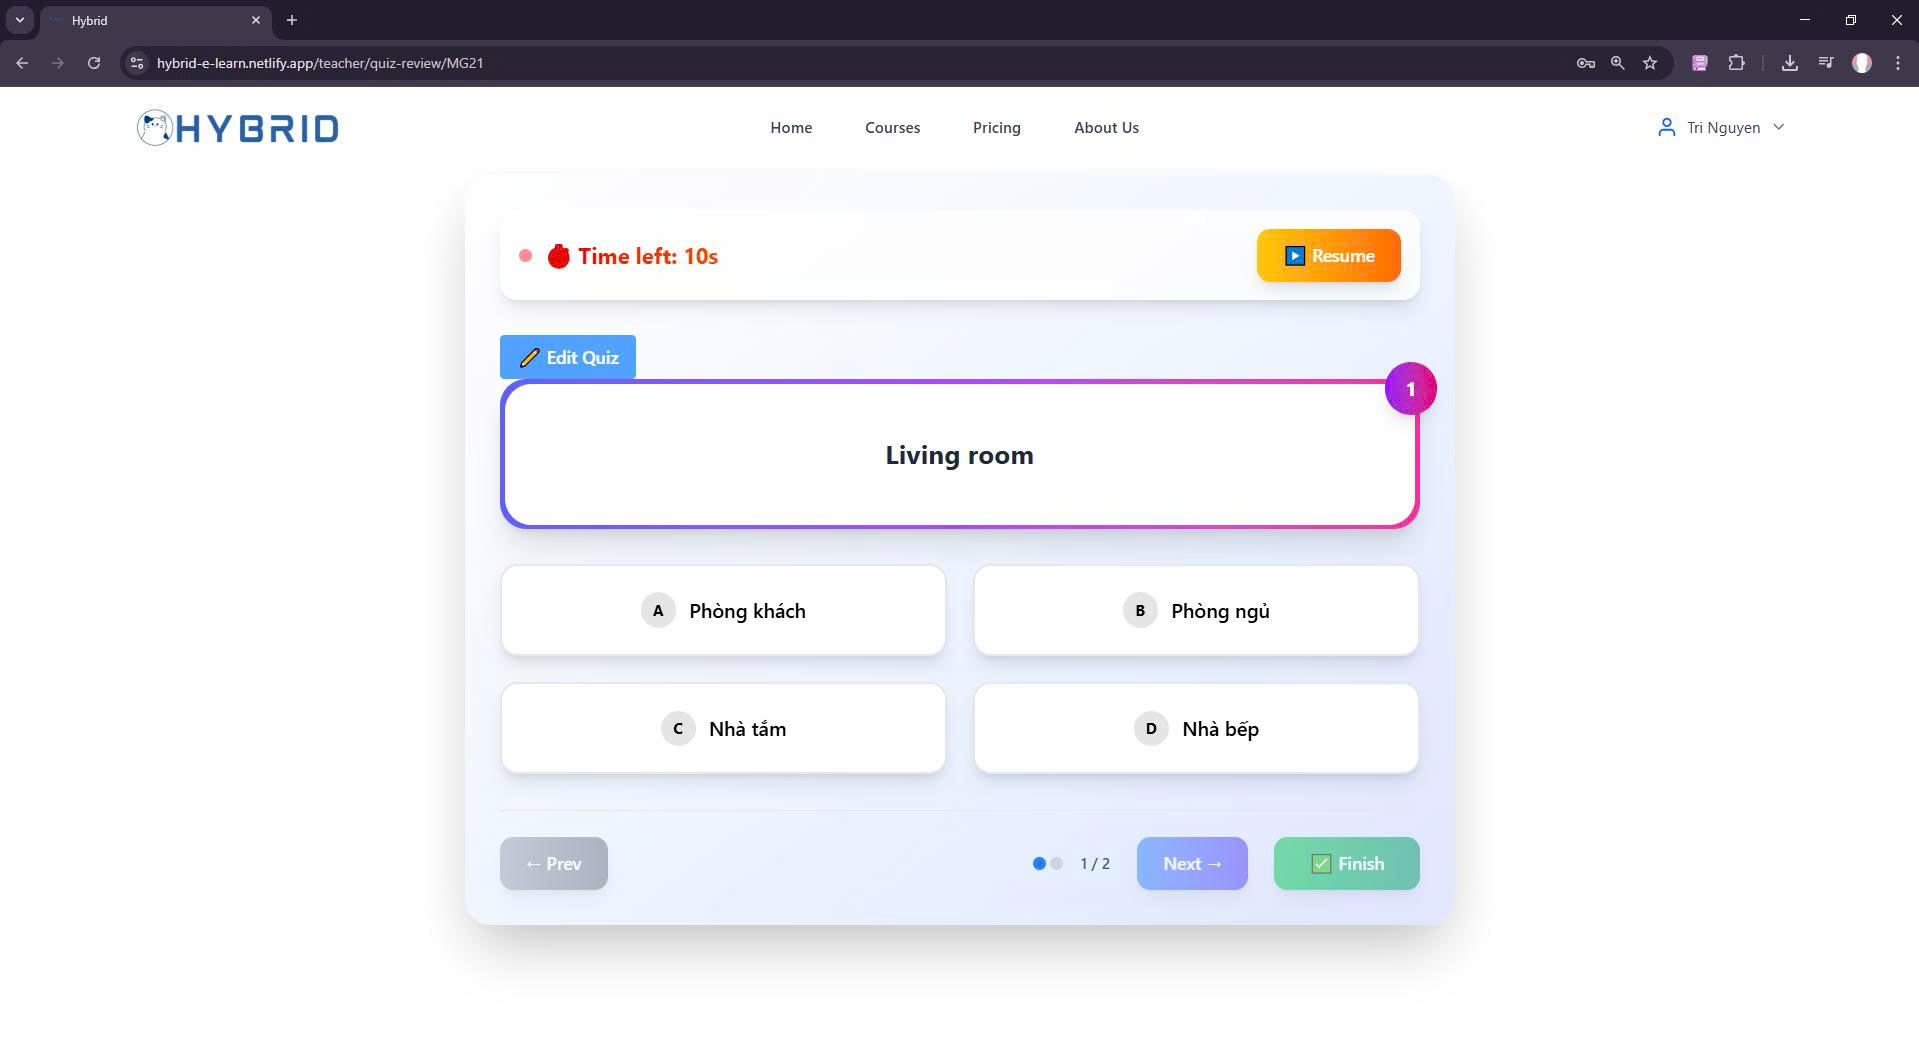 Hybrid
hybrid-e-learn.netlify.app/teacher/quiz-review/MG21
HYBRID
Home
Courses
Pricing
About Us
Tri Nguyen
Time left: 10s
Resume
Edit Quiz
1
Living room
A Phòng khách
B Phòng ngủ
C Nhà tắm
D Nhà bếp
← Prev
1 / 2
Next →
Finish